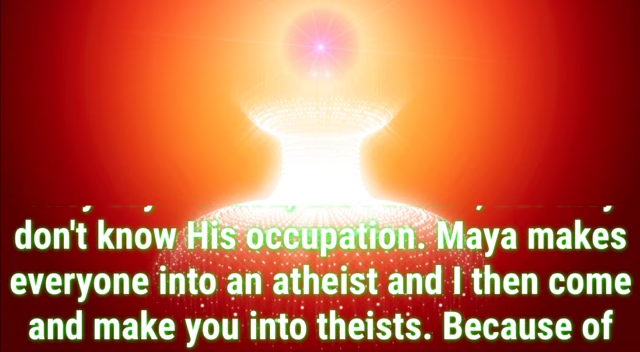 don't know His occupation. Maya makes
everyone into an atheist and I then come
and make you into theists. Because of